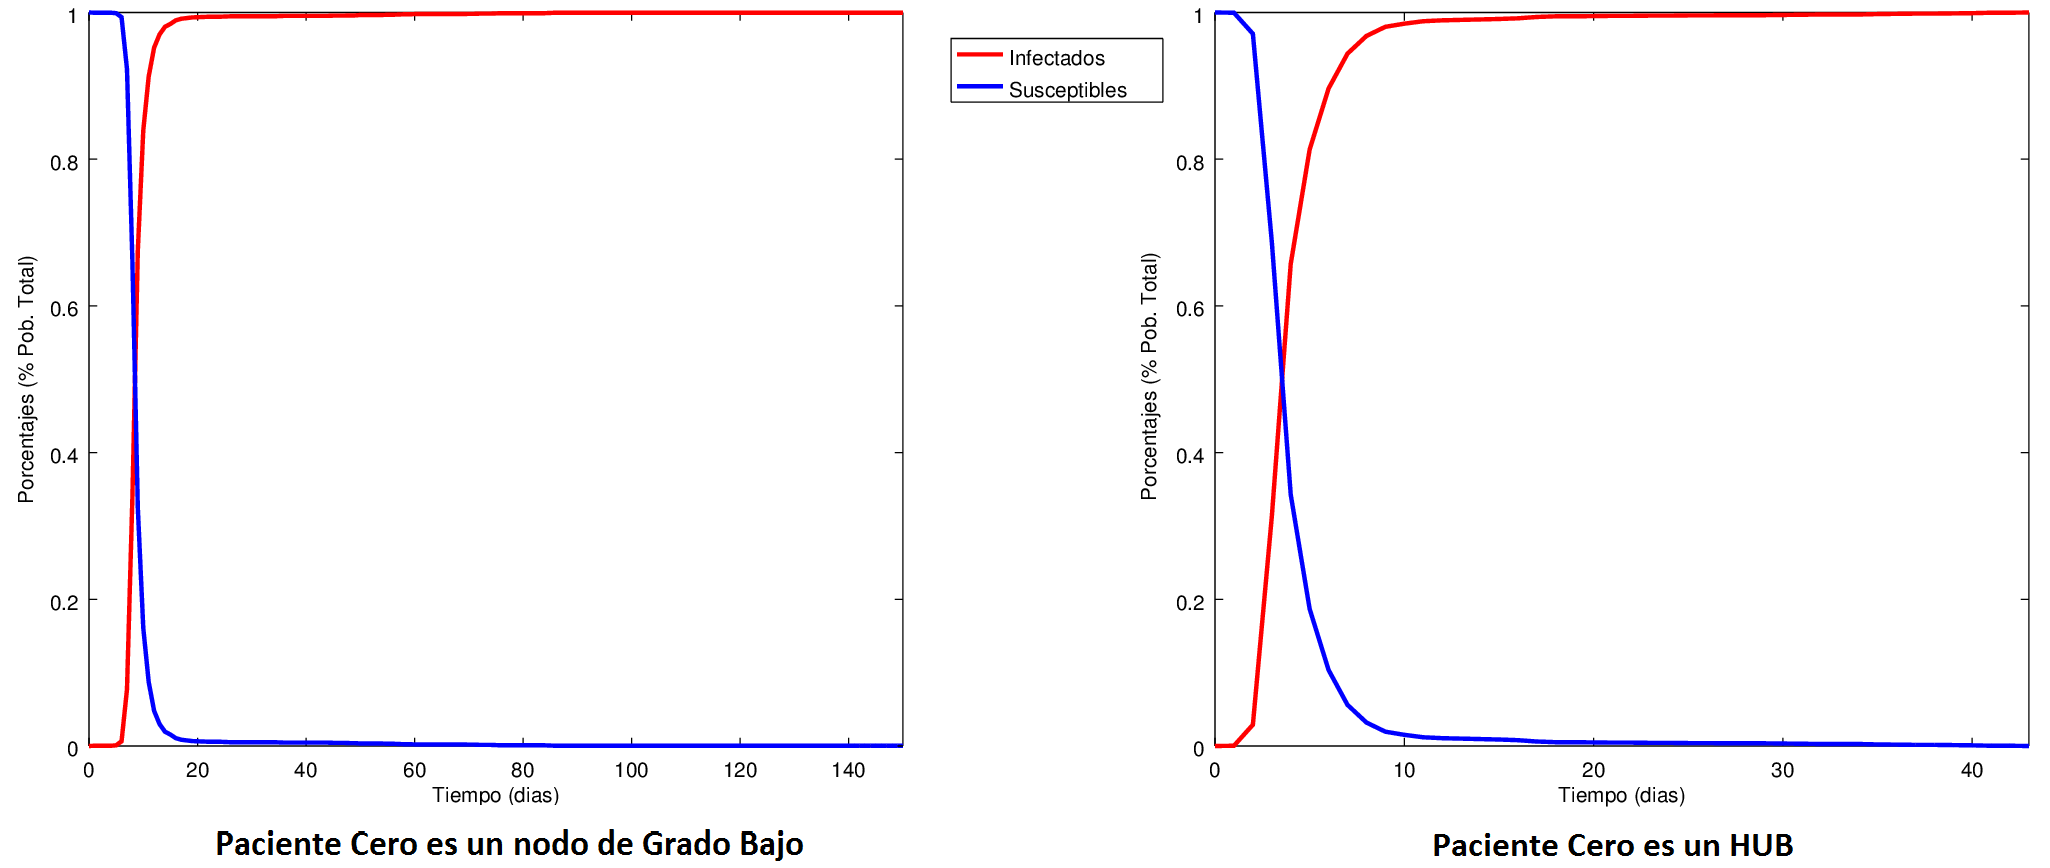 1
0.8
0.6
0.4
0.2
0
Porcentajes (% Pob. Total)
0 20 40 60 80 100 120 140
Tiempo (dias)
Paciente Cero es un nodo de Grado Bajo
Infectados
Susceptibles
1
0.8
0.6
0.4
0.2
0
Porcentajes (% Pob. Total)
0 10 20 30 40
Tiempo (dias)
Paciente Cero es un HUB